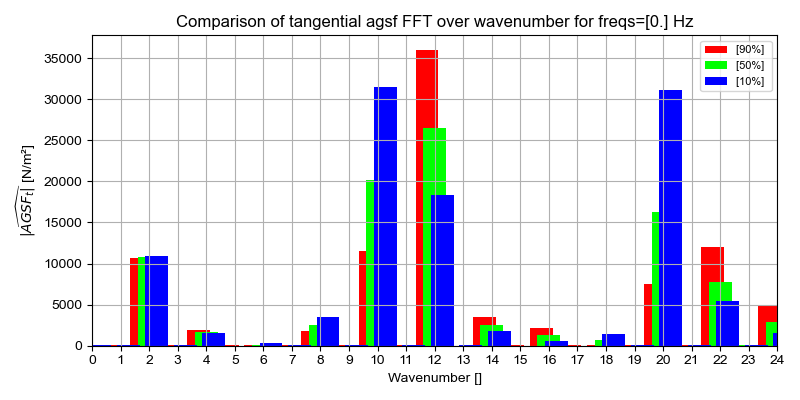 Comparison of tangential agsf FFT over wavenumber for freqs=[0.] Hz
[90%]
[50%]
[10%]
35000
30000
25000
20000
15000
10000
5000
0
|AGSFₜ| [N/m²]
0 1 2 3 4 5 6 7 8 9 10 11 12 13 14 15 16 17 18 19 20 21 22 23 24
Wavenumber []